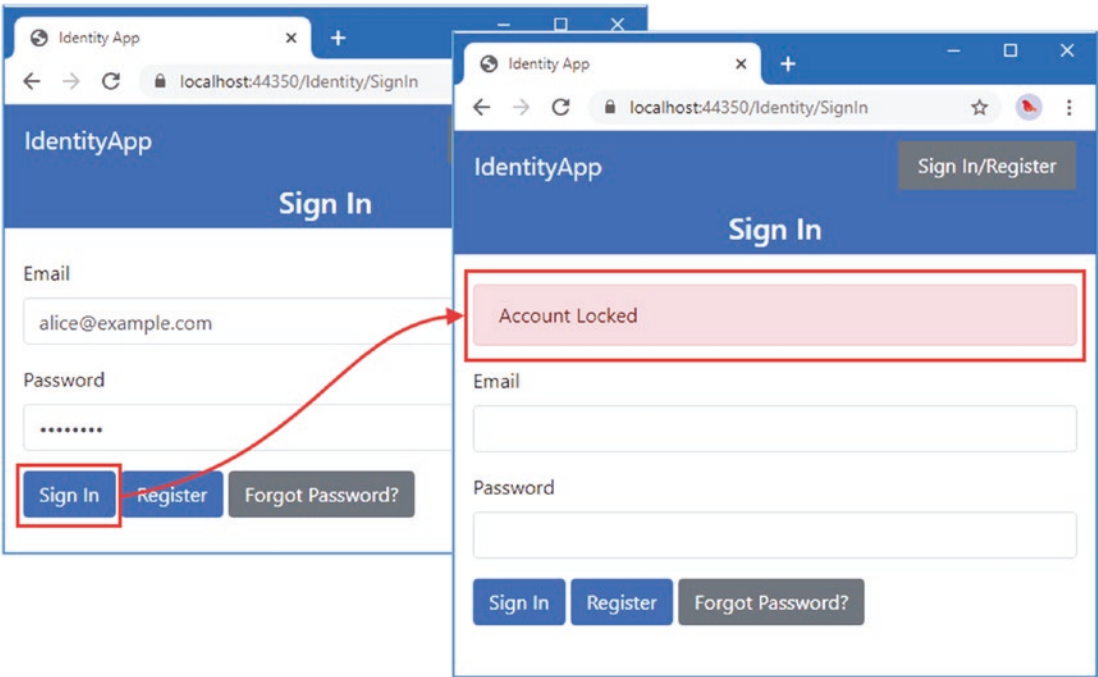 Identity App
localhost:44350/Identity/SignIn
IdentityApp
Sign In
Email
alice@example.com
Password
••••••••
Sign In Register Forgot Password?
Identity App
localhost:44350/Identity/SignIn
IdentityApp Sign In/Register
Sign In
Account Locked
Email
Password
Sign In Register Forgot Password?